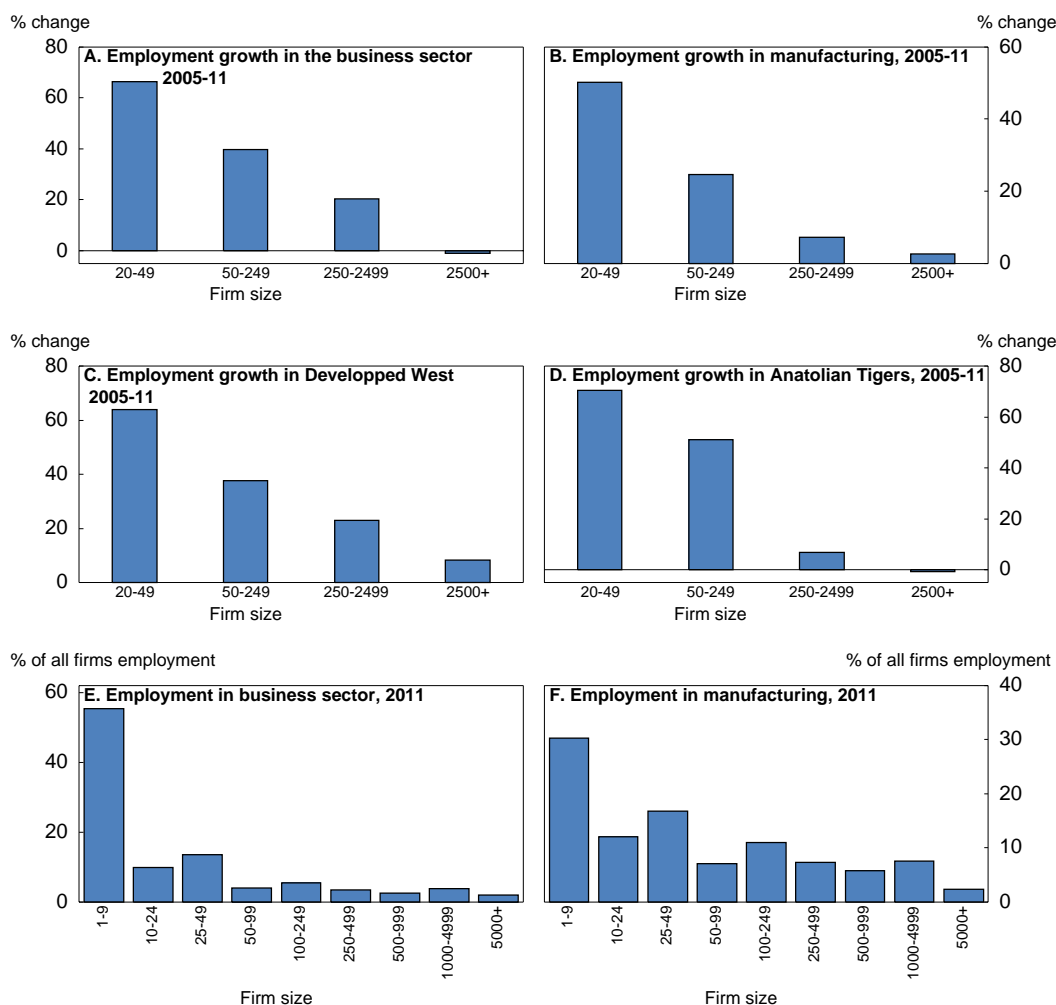 % change
% change
A. Employment growth in the business sector
2005-11
80
60
40
20
0
20-49 50-249 250-2499 2500+
Firm size
B. Employment growth in manufacturing, 2005-11
60
40
20
0
20-49 50-249 250-2499 2500+
Firm size
% change
% change
C. Employment growth in Developped West
2005-11
80
60
40
20
0
20-49 50-249 250-2499 2500+
Firm size
D. Employment growth in Anatolian Tigers, 2005-11
80
60
40
20
0
20-49 50-249 250-2499 2500+
Firm size
% of all firms employment
% of all firms employment
E. Employment in business sector, 2011
60
40
20
0
1-9 10-24 25-49 50-99 100-249 250-499 500-999 1000-4999 5000+
Firm size
F. Employment in manufacturing, 2011
40
30
20
10
0
1-9 10-24 25-49 50-99 100-249 250-499 500-999 1000-4999 5000+
Firm size